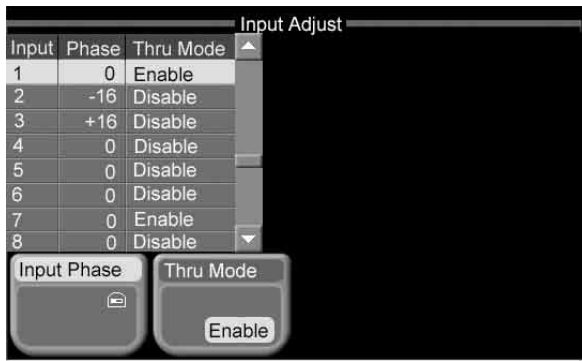 Input Adjust
Input Phase Thru Mode
1 0 Enable
2 -16 Disable
3 +16 Disable
4 0 Disable
5 0 Disable
6 0 Disable
7 0 Enable
8 0 Disable
Input Phase Thru Mode
Enable